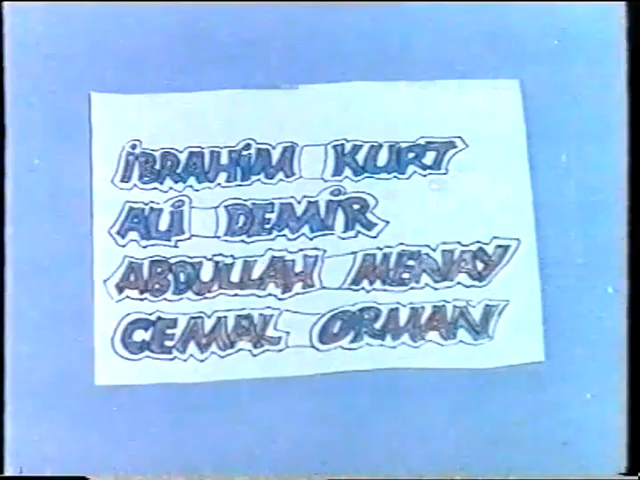 İBRAHİM KURT
ALİ DEMİR
ABDULLAH MENAY
CEMAL ORMAN